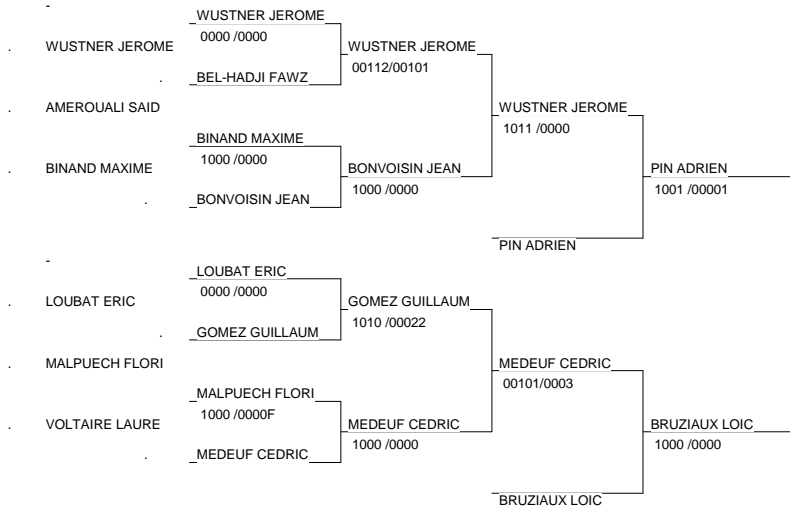 -
WUSTNER JEROME
0000 /0000
. WUSTNER JEROME WUSTNER JEROME
00112/00101
. BEL-HADJI FAWZ
. AMEROUALI SAID WUSTNER JEROME
1011 /0000
BINAND MAXIME
1000 /0000
. BINAND MAXIME BONVOISIN JEAN PIN ADRIEN
1000 /0000 1001 /00001
. BONVOISIN JEAN
PIN ADRIEN
-
LOUBAT ERIC
0000 /0000
. LOUBAT ERIC GOMEZ GUILLAUM
1010 /00022
. GOMEZ GUILLAUM
. MALPUECH FLORI MEDEUF CEDRIC
00101/0003
MALPUECH FLORI
1000 /0000F
. VOLTAIRE LAURE MEDEUF CEDRIC BRUZIAUX LOIC
1000 /0000 1000 /0000
. MEDEUF CEDRIC
BRUZIAUX LOIC